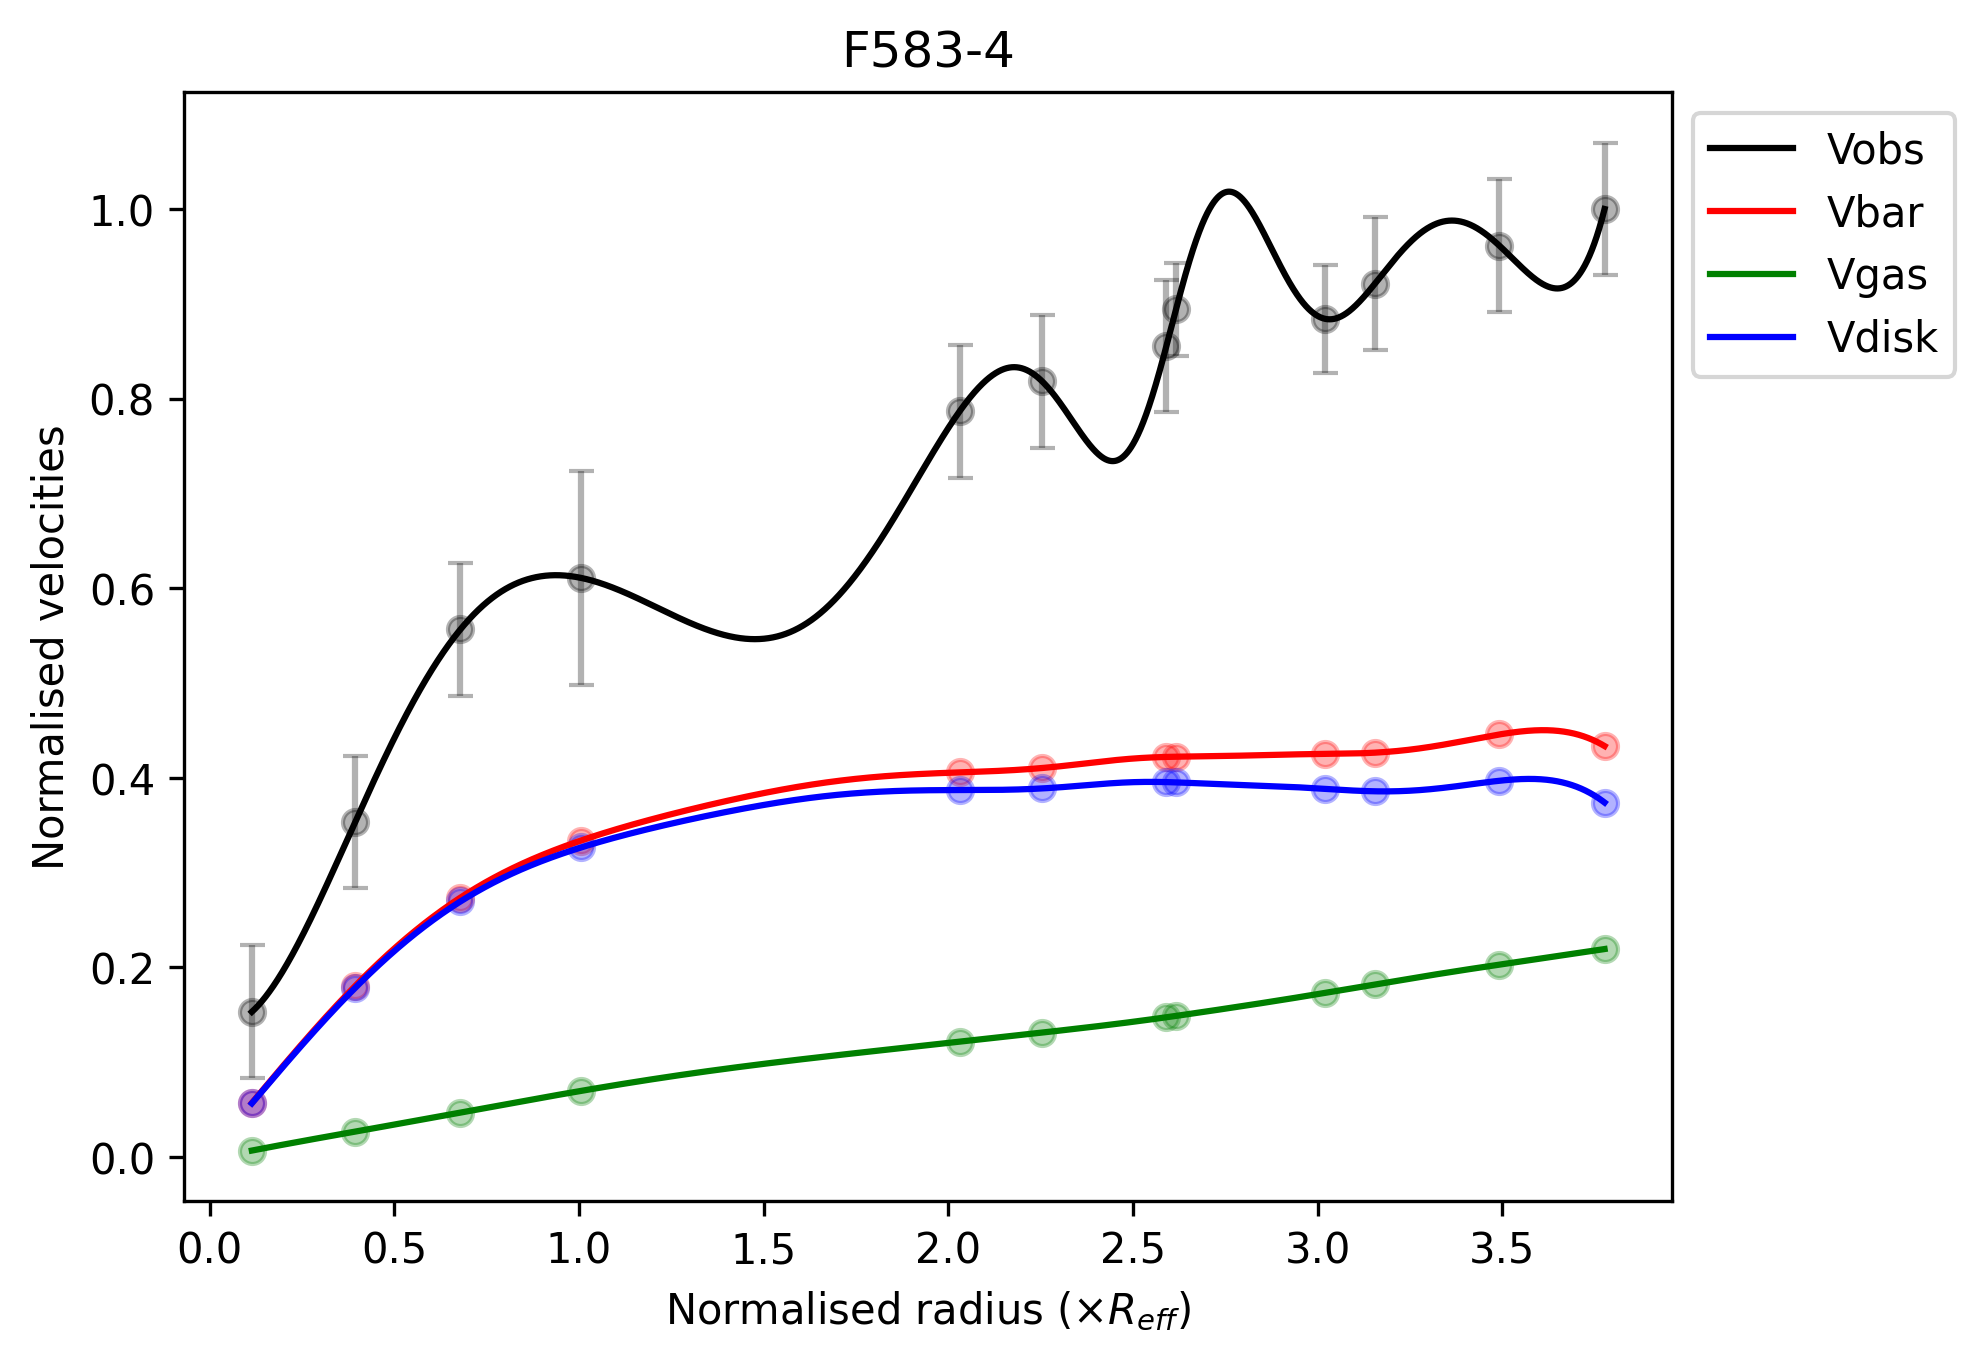 F583-4
Normalised velocities
1.0
0.8
0.6
0.4
0.2
0.0
0.0 0.5 1.0 1.5 2.0 2.5 3.0 3.5
Normalised radius (×R_eff)
Vobs
Vbar
Vgas
Vdisk